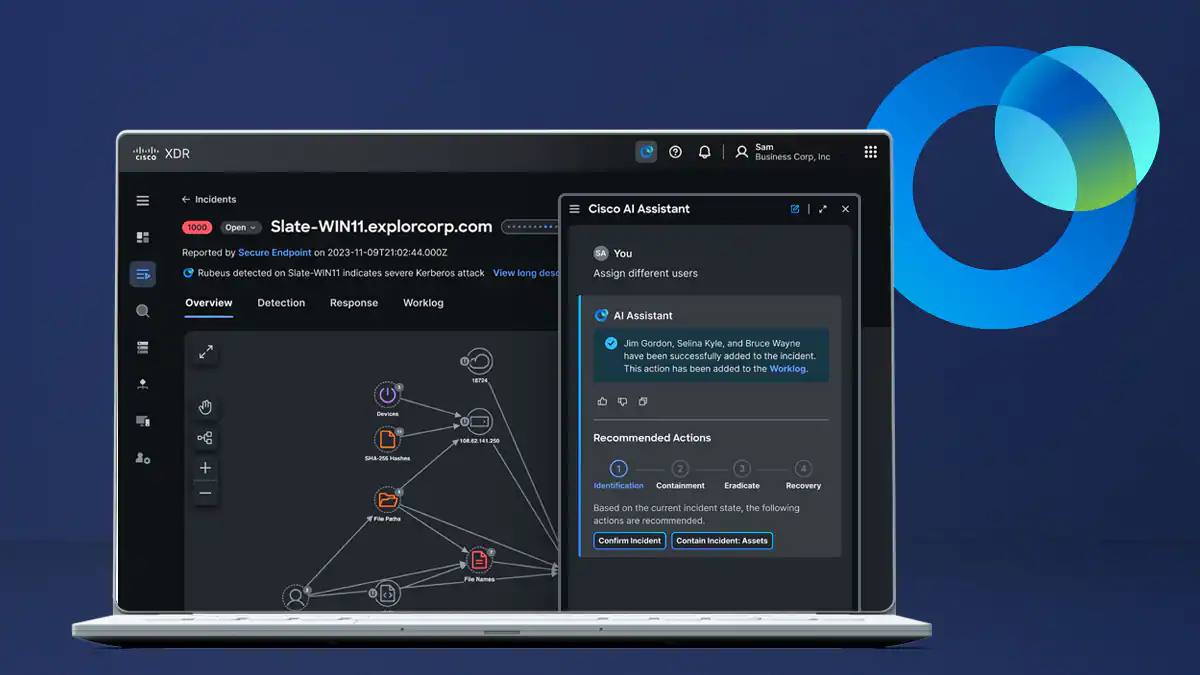 CISCO XDR
Sam
Business Corp, Inc
Incidents
1000 Open Slate-WIN11.explorcorp.com
Reported by Secure Endpoint on 2023-11-09T21:02:44.000Z
Rubeus detected on Slate-WIN11 indicates severe Kerberos attack View long desc
Overview Detection Response Worklog
18724
Devices
108.62.141.250
SHA-256 Hashes
File Paths
File Names
Cisco AI Assistant
SA You
Assign different users
AI Assistant
Jim Gordon, Selina Kyle, and Bruce Wayne
have been successfully added to the incident.
This action has been added to the Worklog.
Recommended Actions
1 2 3 4
Identification Containment Eradicate Recovery
Based on the current incident state, the following
actions are recommended.
Confirm Incident Contain Incident: Assets